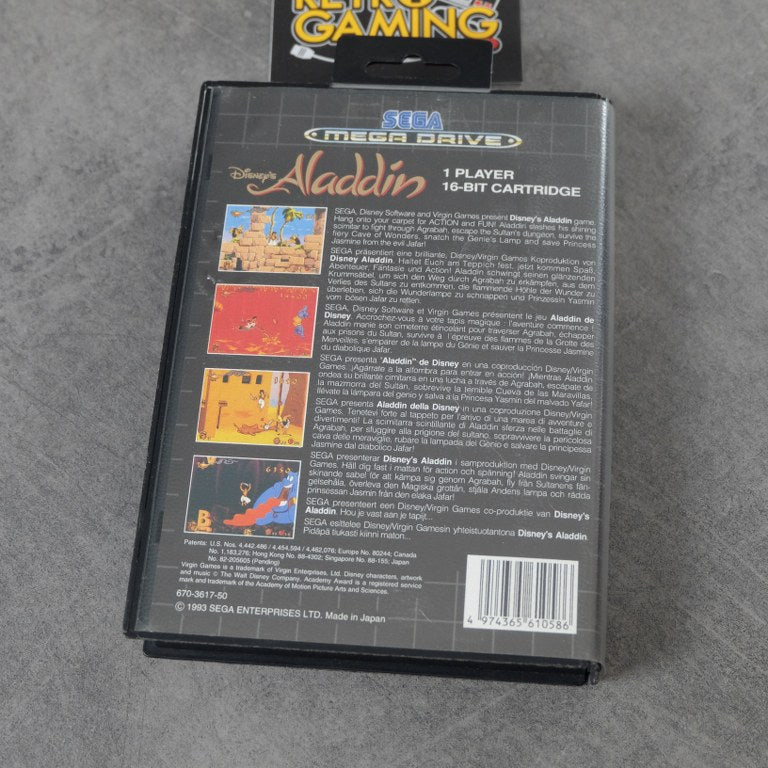 RETRO
GAMING
SEGA
MEGA DRIVE
Disney's Aladdin
1 PLAYER
16-BIT CARTRIDGE
SEGA, Disney Software and Virgin Games present Disney's Aladdin game.
Hang onto your carpet for ACTION and FUN! Aladdin slashes his shining
scimitar to fight through Agrabah, escape the Sultan's dungeon, survive the
fiery Cave of Wonders, snatch the Genie's Lamp and save Princess
Jasmine from the evil Jafar!
SEGA präsentiert eine brillante, Disney/Virgin Games Koproduktion von
Disney Aladdin. Haltet Euch am Teppich fest, jetzt kommen Spaß,
Abenteuer, Fantasie und Action! Aladdin schwingt seinen glänzenden
Krummsäbel, um sich den Weg durch Agrabah zu erkämpfen, aus dem
Verlies des Sultans zu entkommen, die flammende Höhle der Wunder zu
überleben, sich die Wunderlampe zu schnappen und Prinzessin Yasmin
vom bösen Jafar zu retten.
SEGA, Disney Software et Virgin Games présentent le jeu Aladdin de
Disney. Accrochez-vous à votre tapis magique : l'aventure commence !
Aladdin manie son cimeterre étincelant pour traverser Agrabah, échapper
aux prisons du Sultan, survivre à l'épreuve des flammes de la Grotte des
Merveilles, s'emparer de la lampe du Génie et sauver la Princesse Jasmine
du diabolique Jafar.
SEGA presenta "Aladdin" de Disney en una coproducción Disney/Virgin
Games. ¡Agárrate a la alfombra para entrar en acción! ¡Mientras Aladdin
ondea su brillante cimitarra en una lucha a través de Agrabah, escápate de
la mazmorra del Sultán, sobrevive la temible Cueva de las Maravillas,
llévate la lámpara del genio y salva a la Princesa Yasmin del malvado Yafar!
SEGA presenta Aladdin della Disney in una coproduzione Disney/Virgin
Games. Tenetevi forte al tappeto per l'arrivo di una marea di avventure o
divertimenti! La scimitarra scintillante di Aladdin sferza nelle battaglie di
Agrabah, per sfuggire alla prigione del sultano, sopravvivere la pericolosa
cava delle meraviglie, rubare la lampada del Genio e salvare la principessa
Jasmine dal diabolico Jafar!
SEGA presenterar Disney's Aladdin i samproduktion med Disney/Virgin
Games. Håll dig fast i mattan för action och spänning! Aladdin svingar sin
skinande sabel för att kämpa sig genom Agrabah, fly från Sultanens fån-
gelsehåla, överleva den Magiska grottan, stjäla Andens lampa och rädda
prinsessan Jasmin från den elaka Jafar!
SEGA presenteert een Disney/Virgin Games co-produktie van Disney's
Aladdin. Hou je vast aan je tapijt...
SEGA esittelee Disney/Virgin Gamesin yhteistuotantona Disney's Aladdin
Pidäpä tiukasti kiinni maton...
Patents: U.S. Nos. 4,442,486 / 4,454,594 / 4,462,076; Europe No. 80244; Canada
No. 1,183,276; Hong Kong No. 88-4302; Singapore No. 88-155; Japan
No. 82-205605 (Pending)
Virgin Games is a trademark of Virgin Enterprises, Ltd. Disney characters, artwork
and music © The Walt Disney Company. Academy Award is a registered service
mark and trademark of the Academy of Motion Picture Arts and Sciences.
670-3617-50
© 1993 SEGA ENTERPRISES LTD. Made in Japan
4 974365 610586